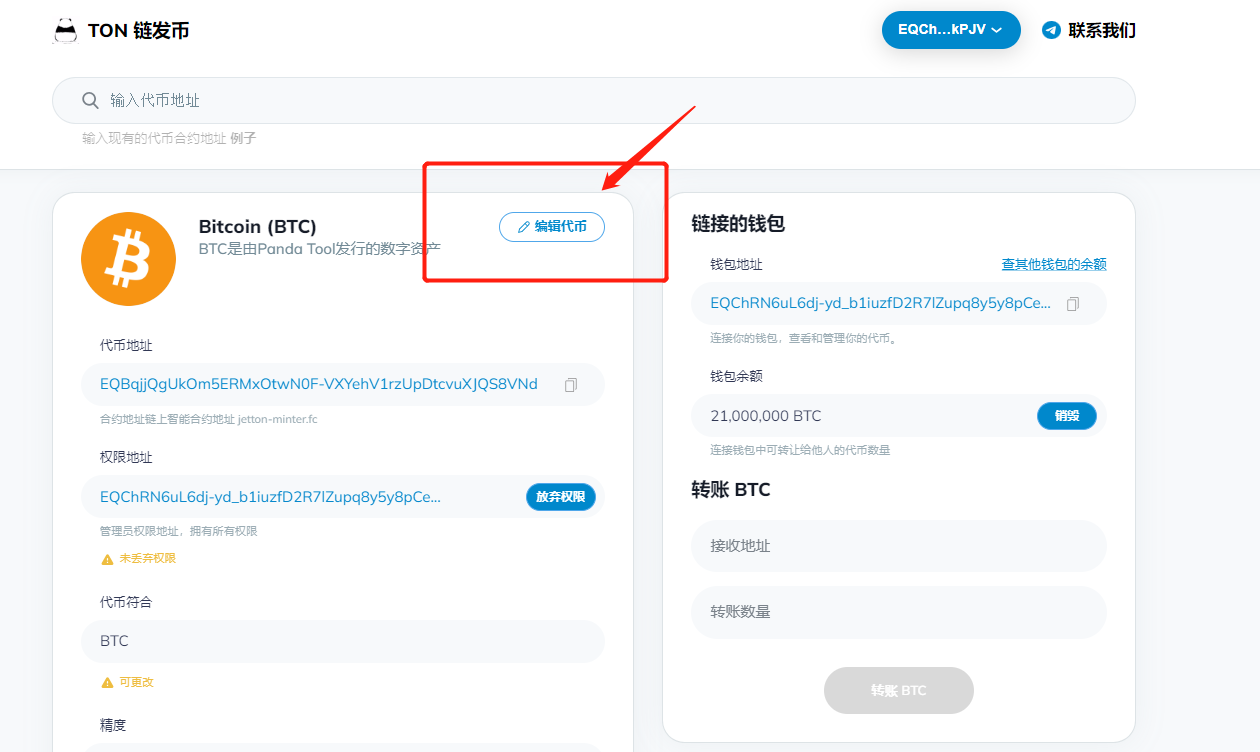 TON 链发币
EQCh...kPJV
联系我们
输入代币地址
输入现有的代币合约地址 例子
Bitcoin (BTC)
编辑代币
BTC是由Panda Tool发行的数字资产
代币地址
EQBqjjQgUkOm5ERMxOtwN0F-VXYehV1rzUpDtcvuXJQS8VNd
合约地址链上智能合约地址 jetton-minter.fc
权限地址
EQChRN6uL6dj-yd_b1iuzfD2R7lZupq8y5y8pCe...
放弃权限
管理员权限地址，拥有所有权限
未丢弃权限
代币符合
BTC
可更改
精度
链接的钱包
钱包地址
查其他钱包的余额
EQChRN6uL6dj-yd_b1iuzfD2R7lZupq8y5y8pCe...
连接你的钱包，查看和管理你的代币。
钱包余额
21,000,000 BTC
销毁
连接钱包中可转让给他人的代币数量
转账 BTC
接收地址
转账数量
转账 BTC